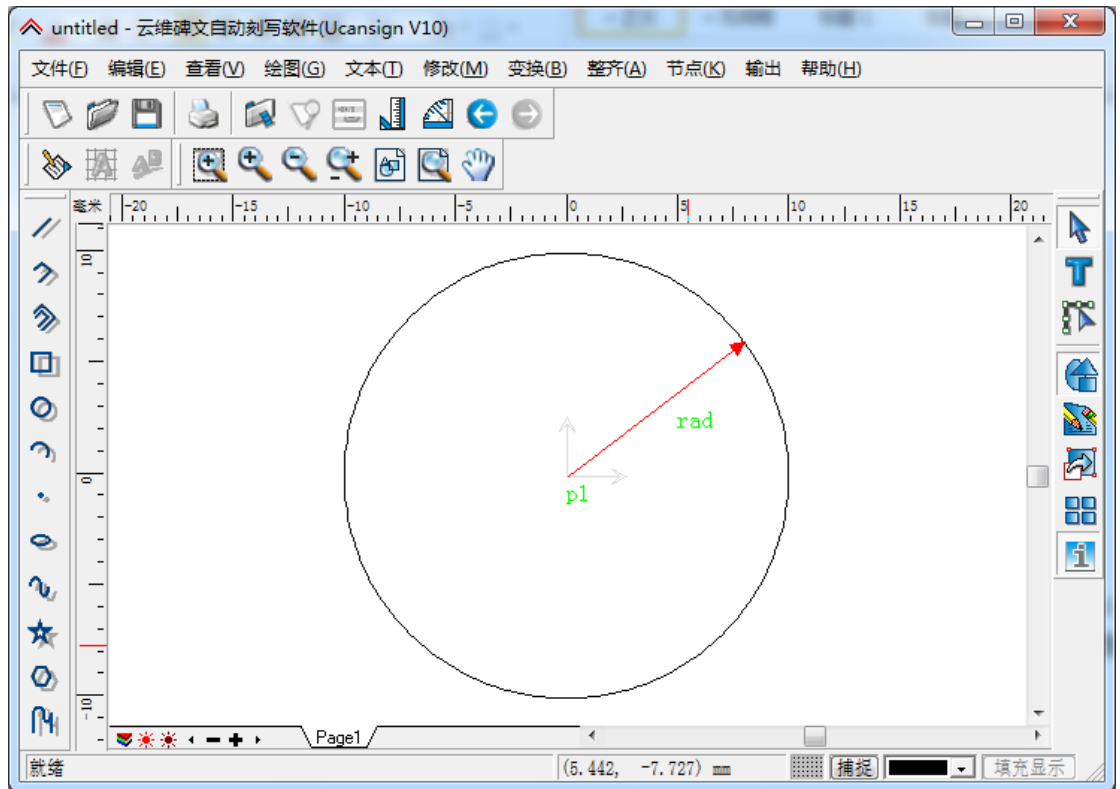 untitled - 云维碑文自动刻写软件(Ucansign V10)
文件(F) 编辑(E) 查看(V) 绘图(G) 文本(T) 修改(M) 变换(B) 整齐(A) 节点(K) 输出 帮助(H)
毫米 -20 -15 -10 -5 0 5 10 15 20
10
rad
0
p1
-10
Page1
就绪 (5.442, -7.727) mm 捕捉 填充显示